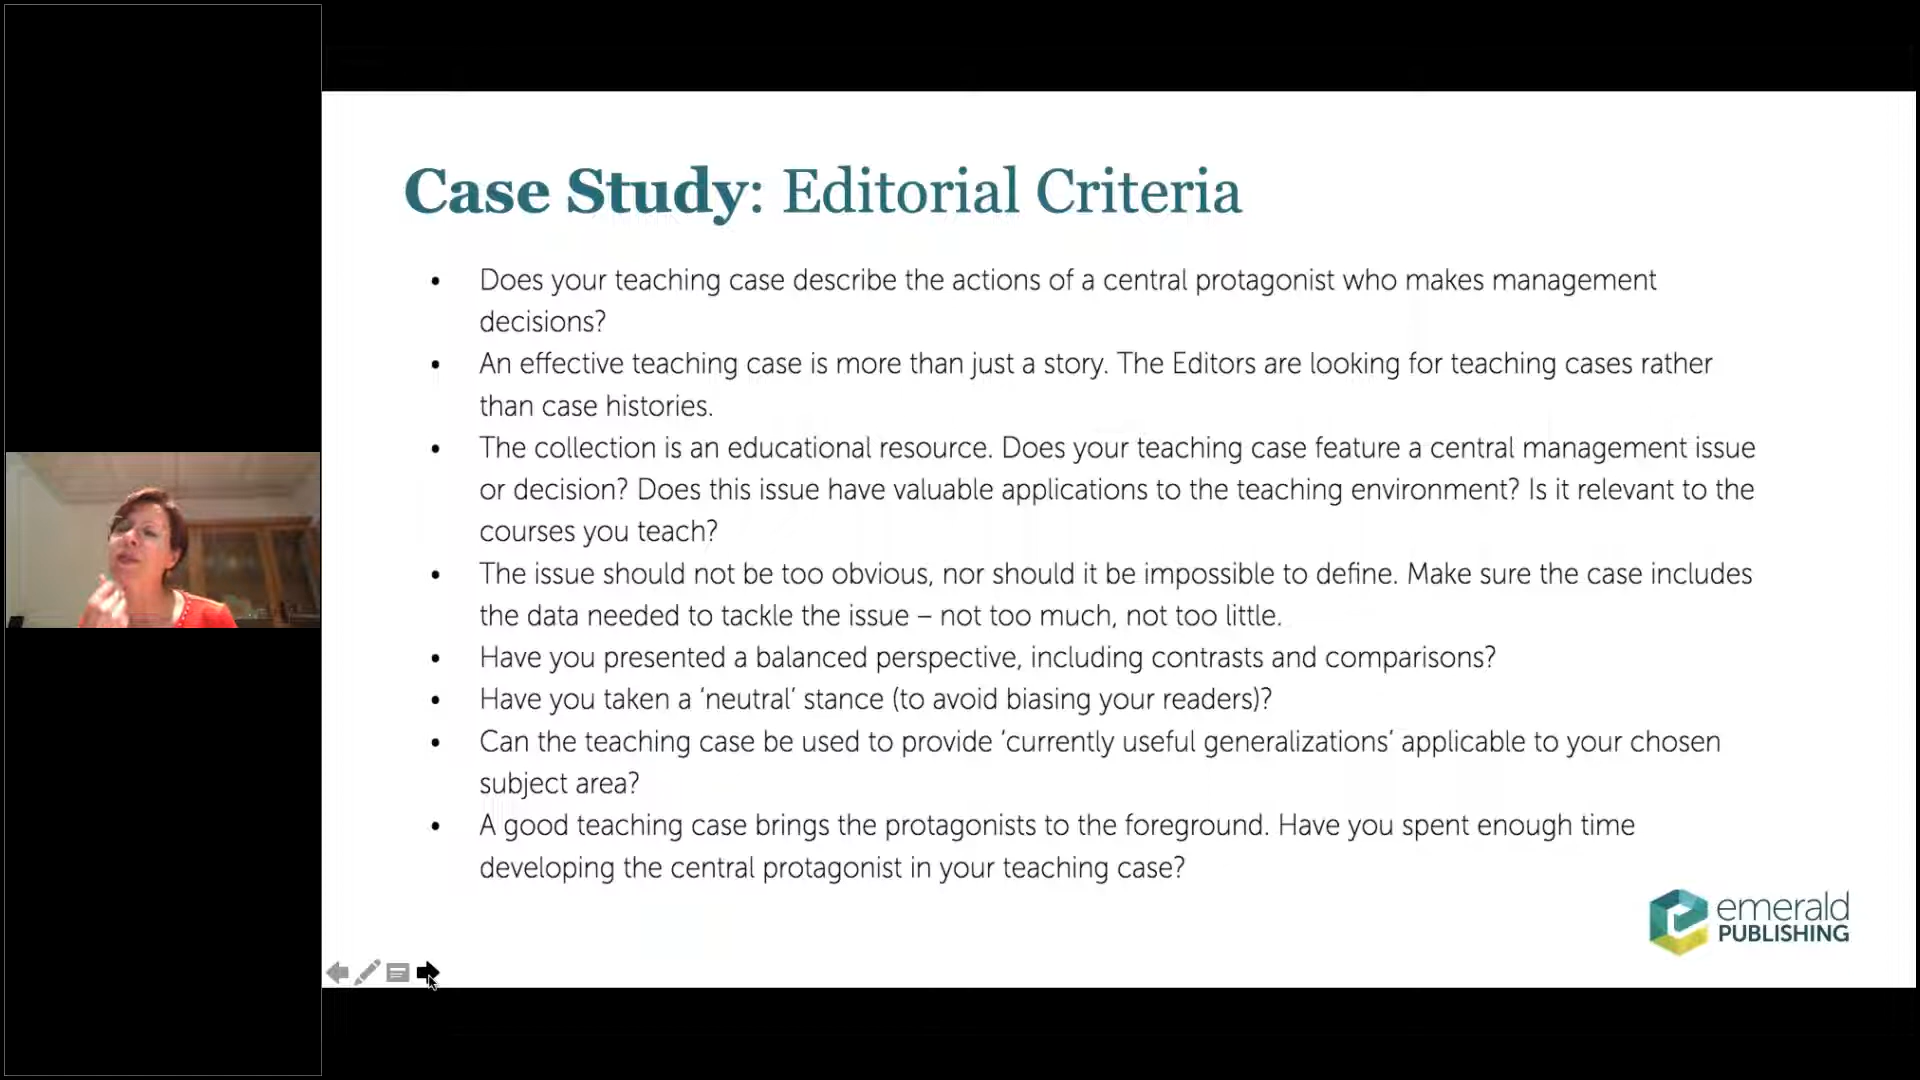 Case Study: Editorial Criteria
• Does your teaching case describe the actions of a central protagonist who makes management
decisions?
• An effective teaching case is more than just a story. The Editors are looking for teaching cases rather
than case histories.
• The collection is an educational resource. Does your teaching case feature a central management issue
or decision? Does this issue have valuable applications to the teaching environment? Is it relevant to the
courses you teach?
• The issue should not be too obvious, nor should it be impossible to define. Make sure the case includes
the data needed to tackle the issue – not too much, not too little.
• Have you presented a balanced perspective, including contrasts and comparisons?
• Have you taken a ‘neutral’ stance (to avoid biasing your readers)?
• Can the teaching case be used to provide ‘currently useful generalizations’ applicable to your chosen
subject area?
• A good teaching case brings the protagonists to the foreground. Have you spent enough time
developing the central protagonist in your teaching case?
emerald
PUBLISHING